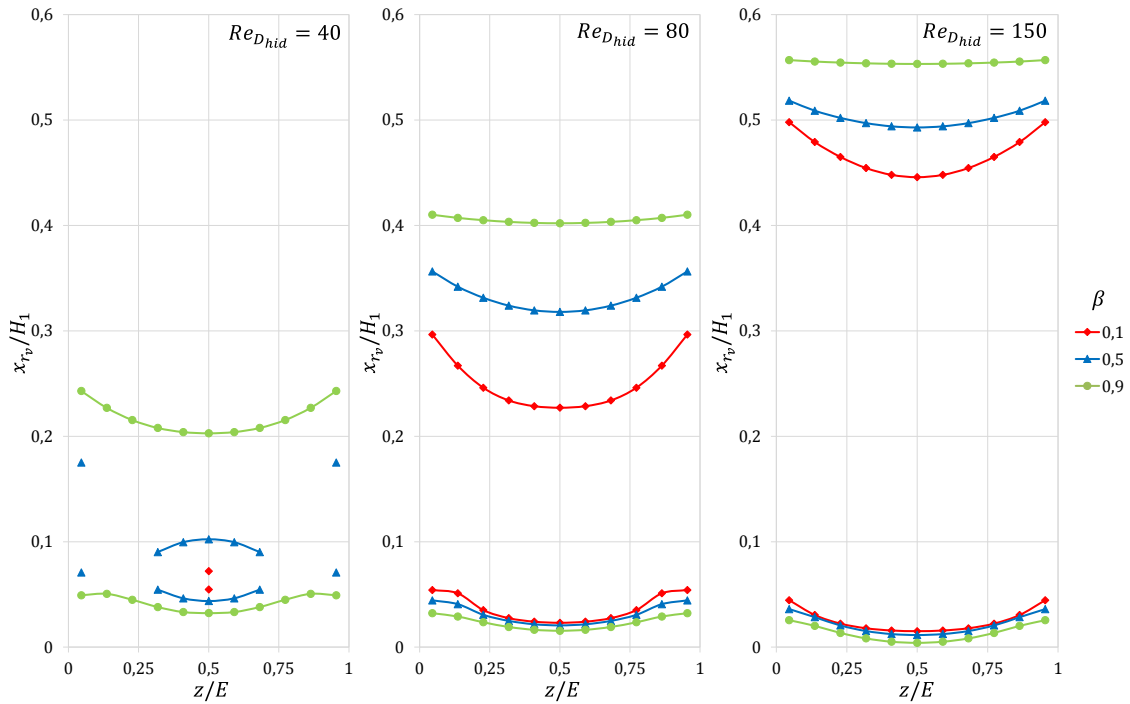 Re_{D_{hid}} = 40
0,6
0,5
0,4
0,3
0,2
0,1
0
x_{r_v}/H_1
0 0,25 0,5 0,75 1
z/E
Re_{D_{hid}} = 80
0,6
0,5
0,4
0,3
0,2
0,1
0
x_{r_v}/H_1
0 0,25 0,5 0,75 1
z/E
Re_{D_{hid}} = 150
0,6
0,5
0,4
0,3
0,2
0,1
0
x_{r_v}/H_1
0 0,25 0,5 0,75 1
z/E
β
0,1
0,5
0,9